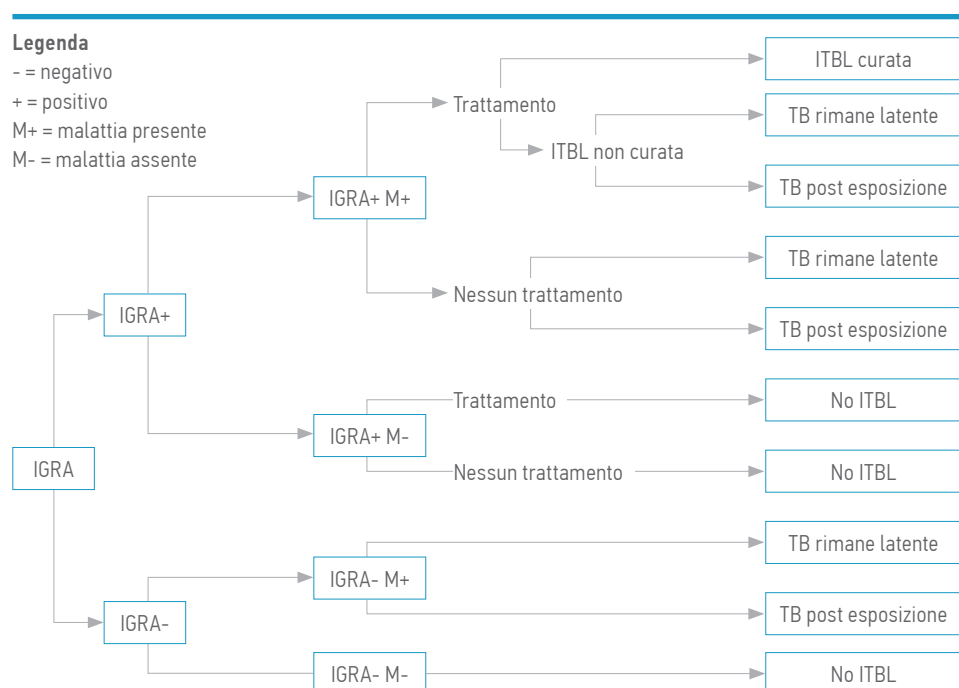 Legenda
- = negativo
+ = positivo
M+ = malattia presente
M- = malattia assente
ITBL curata
Trattamento
TB rimane latente
ITBL non curata
TB post esposizione
IGRA+ M+
TB rimane latente
Nessun trattamento
IGRA+
TB post esposizione
Trattamento
No ITBL
IGRA+ M-
IGRA
Nessun trattamento
No ITBL
TB rimane latente
IGRA- M+
TB post esposizione
IGRA-
IGRA- M-
No ITBL